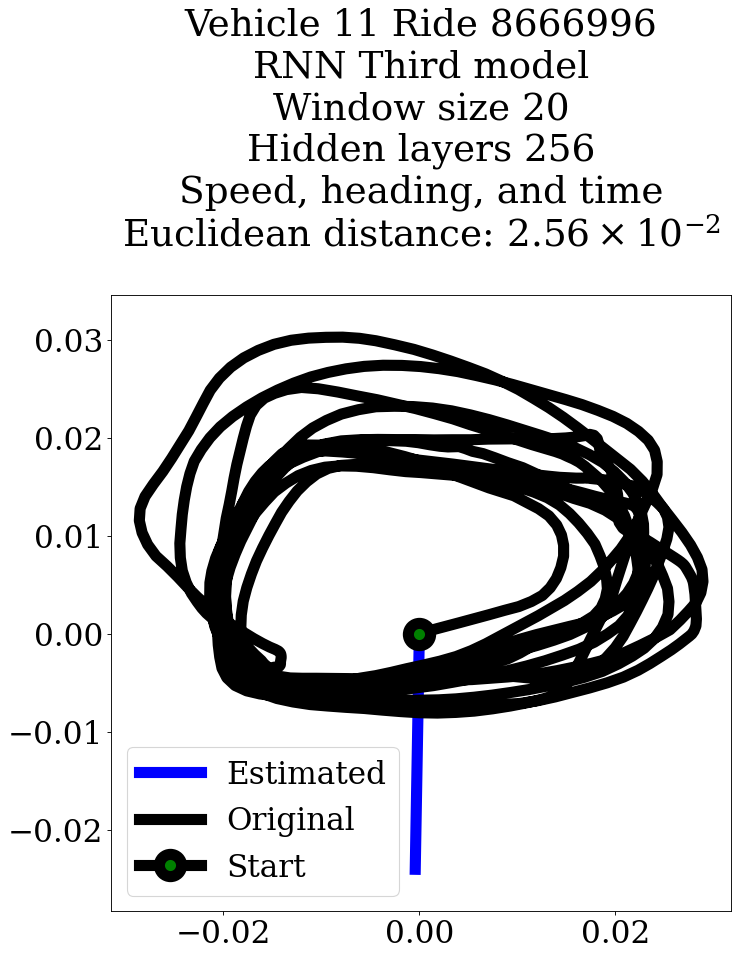 Vehicle 11 Ride 8666996
RNN Third model
Window size 20
Hidden layers 256
Speed, heading, and time
Euclidean distance: 2.56 × 10⁻²
0.03
0.02
0.01
0.00
−0.01
−0.02
Estimated
Original
Start
−0.02 0.00 0.02